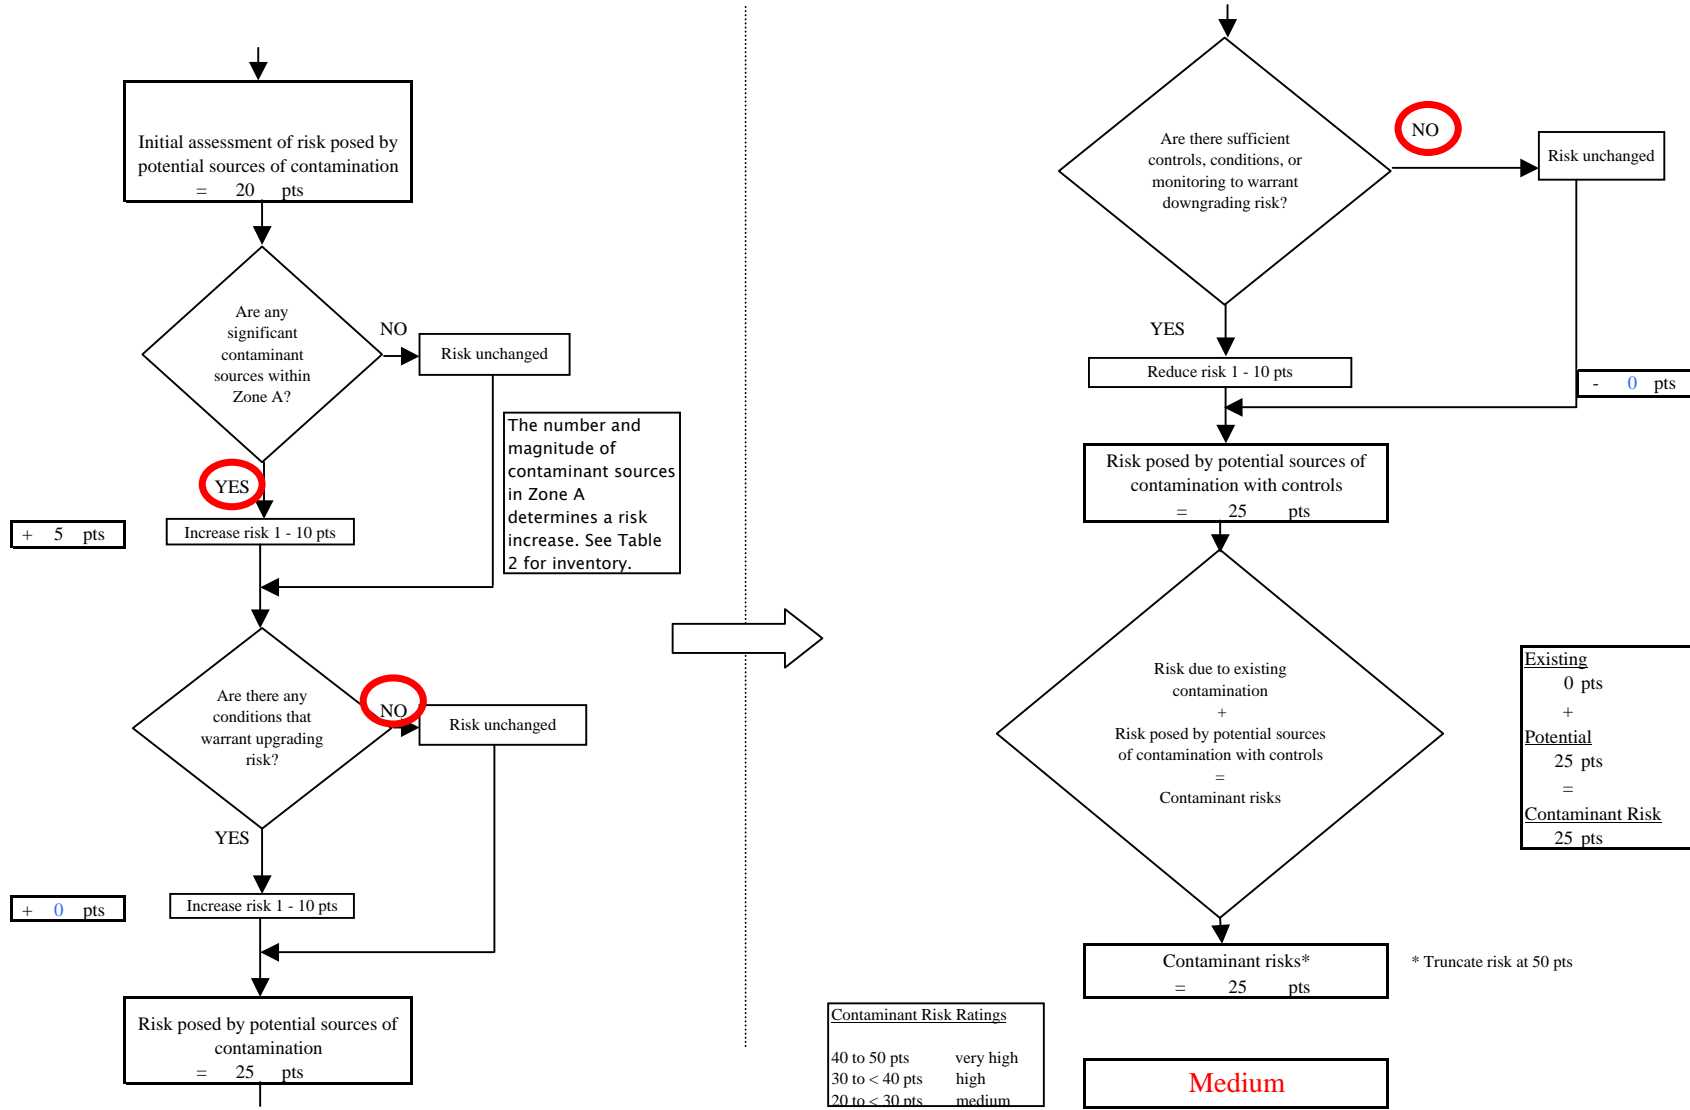 Initial assessment of risk posed by
potential sources of contamination
= 20 pts
Are any
significant
contaminant
sources within
Zone A?
NO
Risk unchanged
The number and
magnitude of
contaminant sources
in Zone A
determines a risk
increase. See Table
2 for inventory.
YES
+ 5 pts
Increase risk 1 - 10 pts
Are there any
conditions that
warrant upgrading
risk?
NO
Risk unchanged
YES
+ 0 pts
Increase risk 1 - 10 pts
Risk posed by potential sources of
contamination
= 25 pts
Are there sufficient
controls, conditions, or
monitoring to warrant
downgrading risk?
NO
Risk unchanged
YES
Reduce risk 1 - 10 pts
- 0 pts
Risk posed by potential sources of
contamination with controls
= 25 pts
Risk due to existing
contamination
+
Risk posed by potential sources
of contamination with controls
=
Contaminant risks
Existing
0 pts
+
Potential
25 pts
=
Contaminant Risk
25 pts
Contaminant risks*
= 25 pts
* Truncate risk at 50 pts
Contaminant Risk Ratings
40 to 50 pts very high
30 to < 40 pts high
20 to < 30 pts medium
Medium